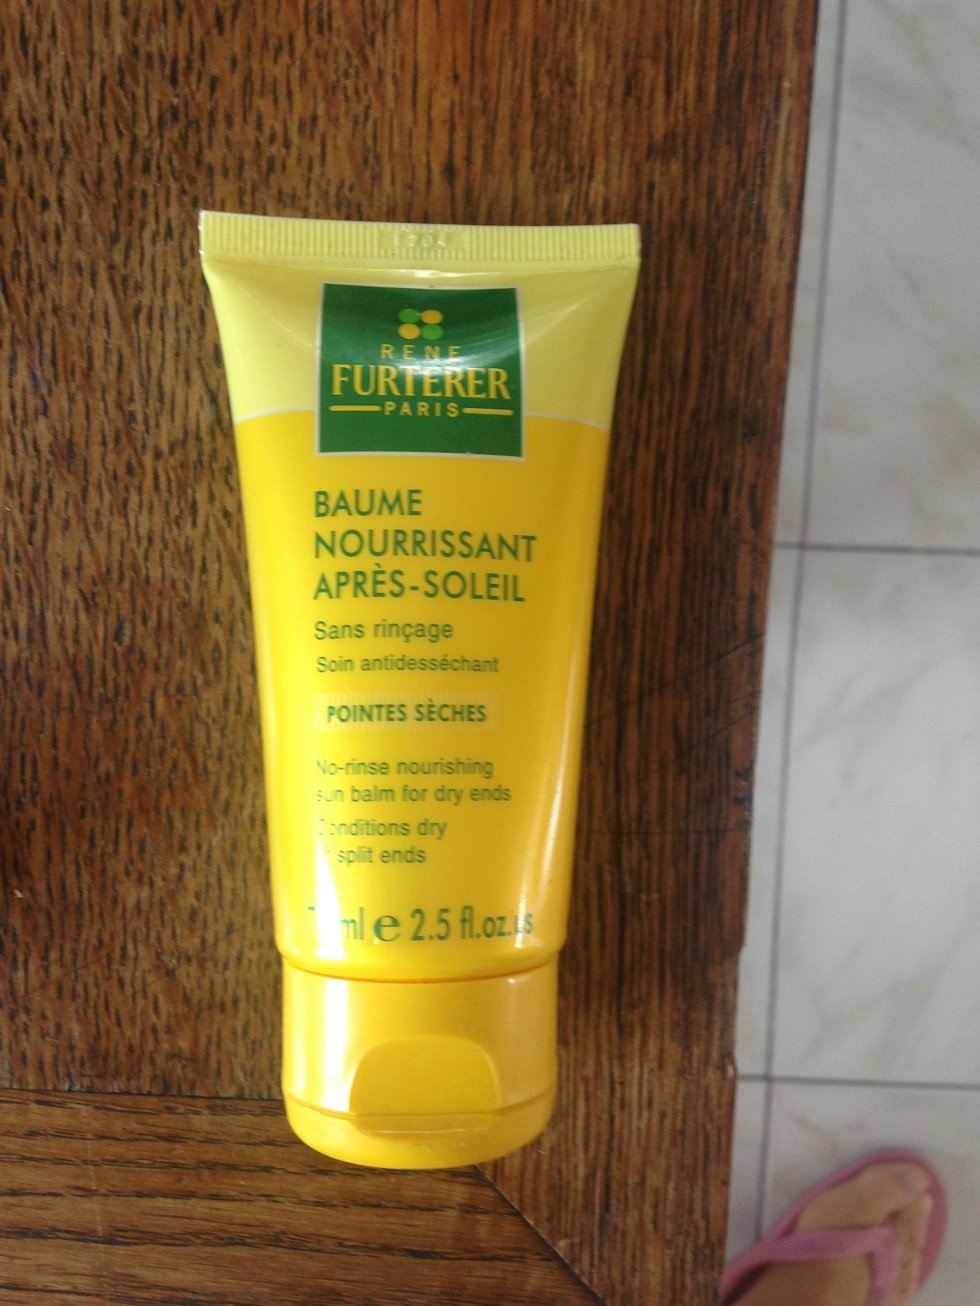 RENE
FURTERER
PARIS
BAUME
NOURRISSANT
APRÈS-SOLEIL
Sans rinçage
Soin antidesséchant
POINTES SÈCHES
No-rinse nourishing
sun balm for dry ends
Conditions dry
split ends
ml e 2.5 fl.oz.us